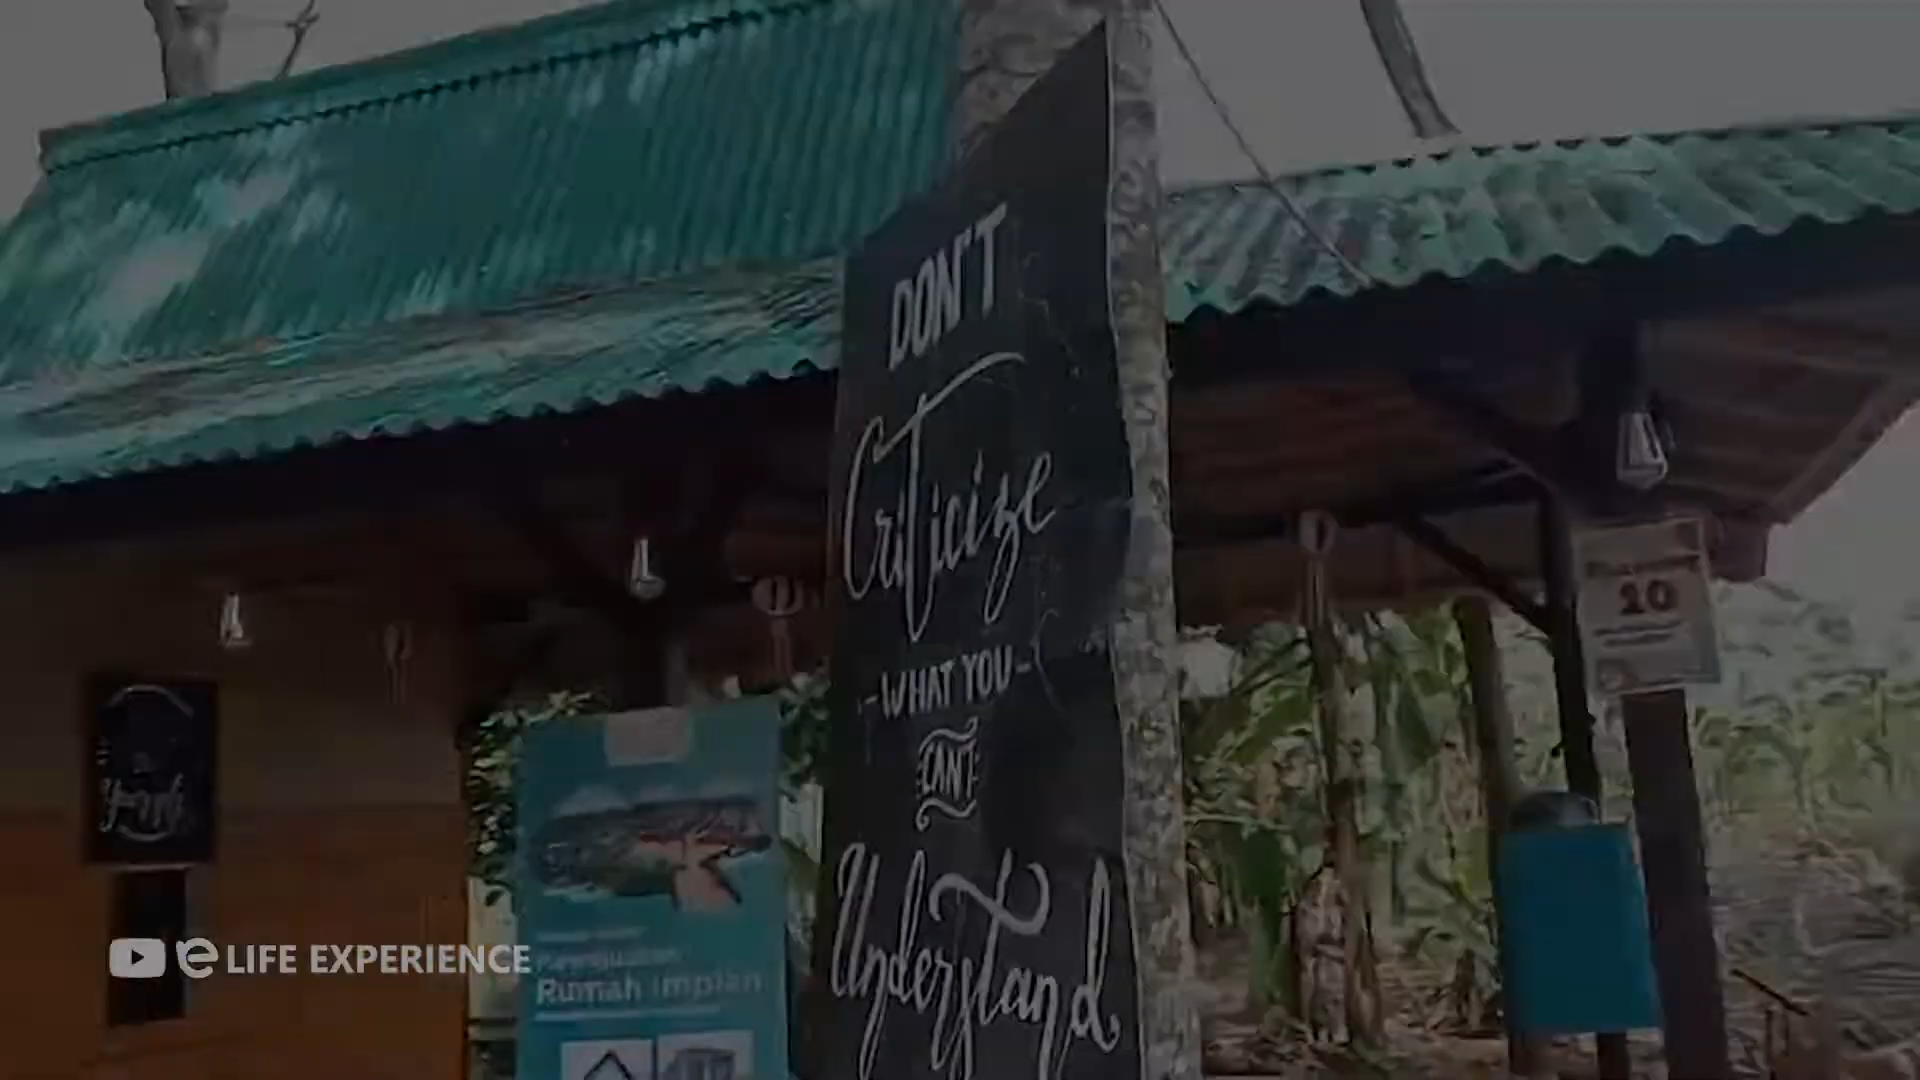 DON'T
Criticize
-WHAT YOU-
CAN'T
Understand
10
LIFE EXPERIENCE
Rumah Impian